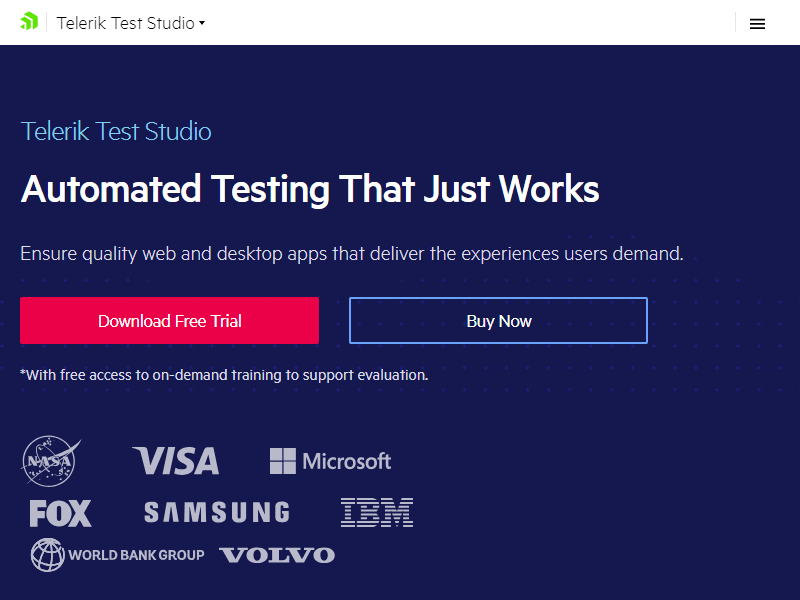 Telerik Test Studio
Telerik Test Studio
Automated Testing That Just Works
Ensure quality web and desktop apps that deliver the experiences users demand.
Download Free Trial
Buy Now
*With free access to on-demand training to support evaluation.
NASA
VISA
Microsoft
FOX
SAMSUNG
IBM
WORLD BANK GROUP
VOLVO